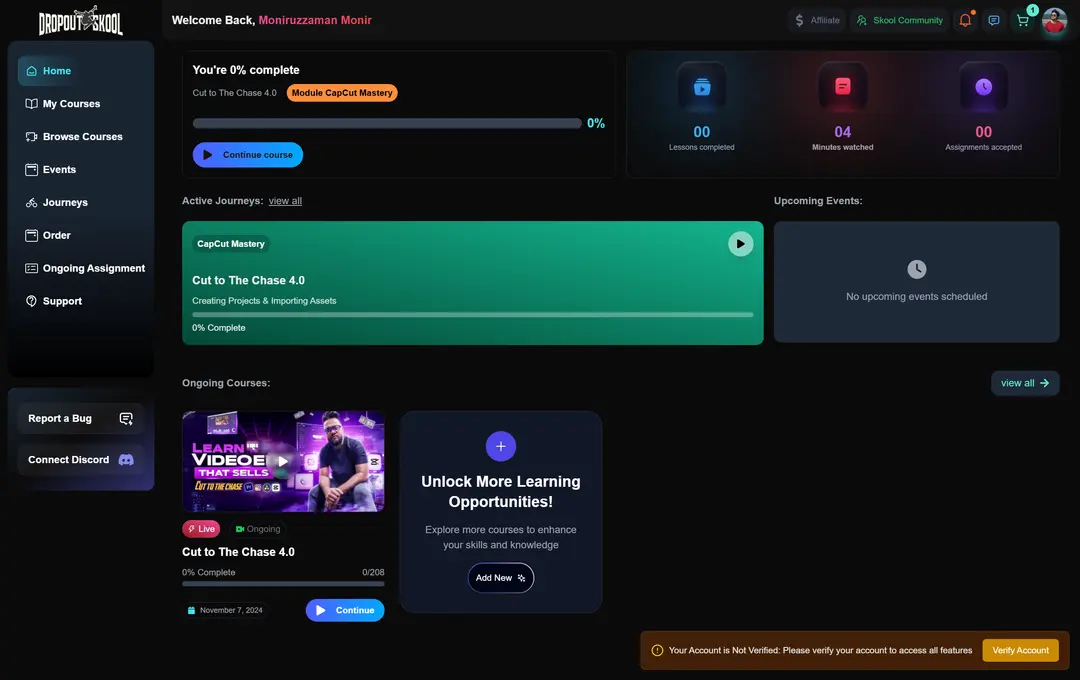 DROPOUT SKOOL
Welcome Back, Moniruzzaman Monir
$ Affiliate
Skool Community
1
Home
My Courses
Browse Courses
Events
Journeys
Order
Ongoing Assignment
Support
Report a Bug
Connect Discord
You're 0% complete
Cut to The Chase 4.0
Module CapCut Mastery
0%
Continue course
00
Lessons completed
04
Minutes watched
00
Assignments accepted
Active Journeys: view all
CapCut Mastery
Cut to The Chase 4.0
Creating Projects & Importing Assets
0% Complete
Upcoming Events:
No upcoming events scheduled
Ongoing Courses:
view all
LEARN
VIDEOE
THAT SELLS
CUT TO THE CHASE
Live
Ongoing
Cut to The Chase 4.0
0% Complete
0/208
November 7, 2024
Continue
Unlock More Learning
Opportunities!
Explore more courses to enhance
your skills and knowledge
Add New
Your Account is Not Verified: Please verify your account to access all features
Verify Account